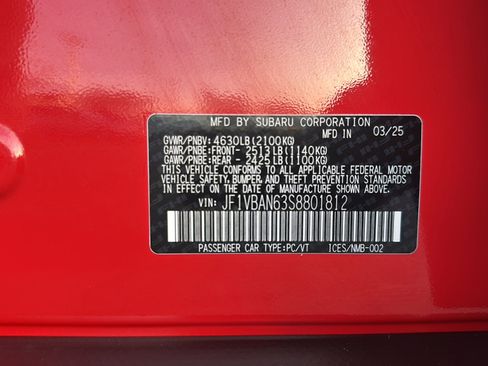 MFD BY SUBARU CORPORATION
MFD IN 03/25
GVWR/PNBV: 4630LB(2100KG)
GAWR/PNBE:FRONT- 2513LB(1140KG)
GAWR/PNBE:REAR - 2425LB(1100KG)
THIS VEHICLE CONFORMS TO ALL APPLICABLE FEDERAL MOTOR
VEHICLE SAFETY, BUMPER, AND THEFT PREVENTION STANDARDS
IN EFFECT ON THE DATE OF MANUFACTURE SHOWN ABOVE.
VIN: JF1VBAN63S8801812
PASSENGER CAR TYPE:PC/VT ICES/NMB-002